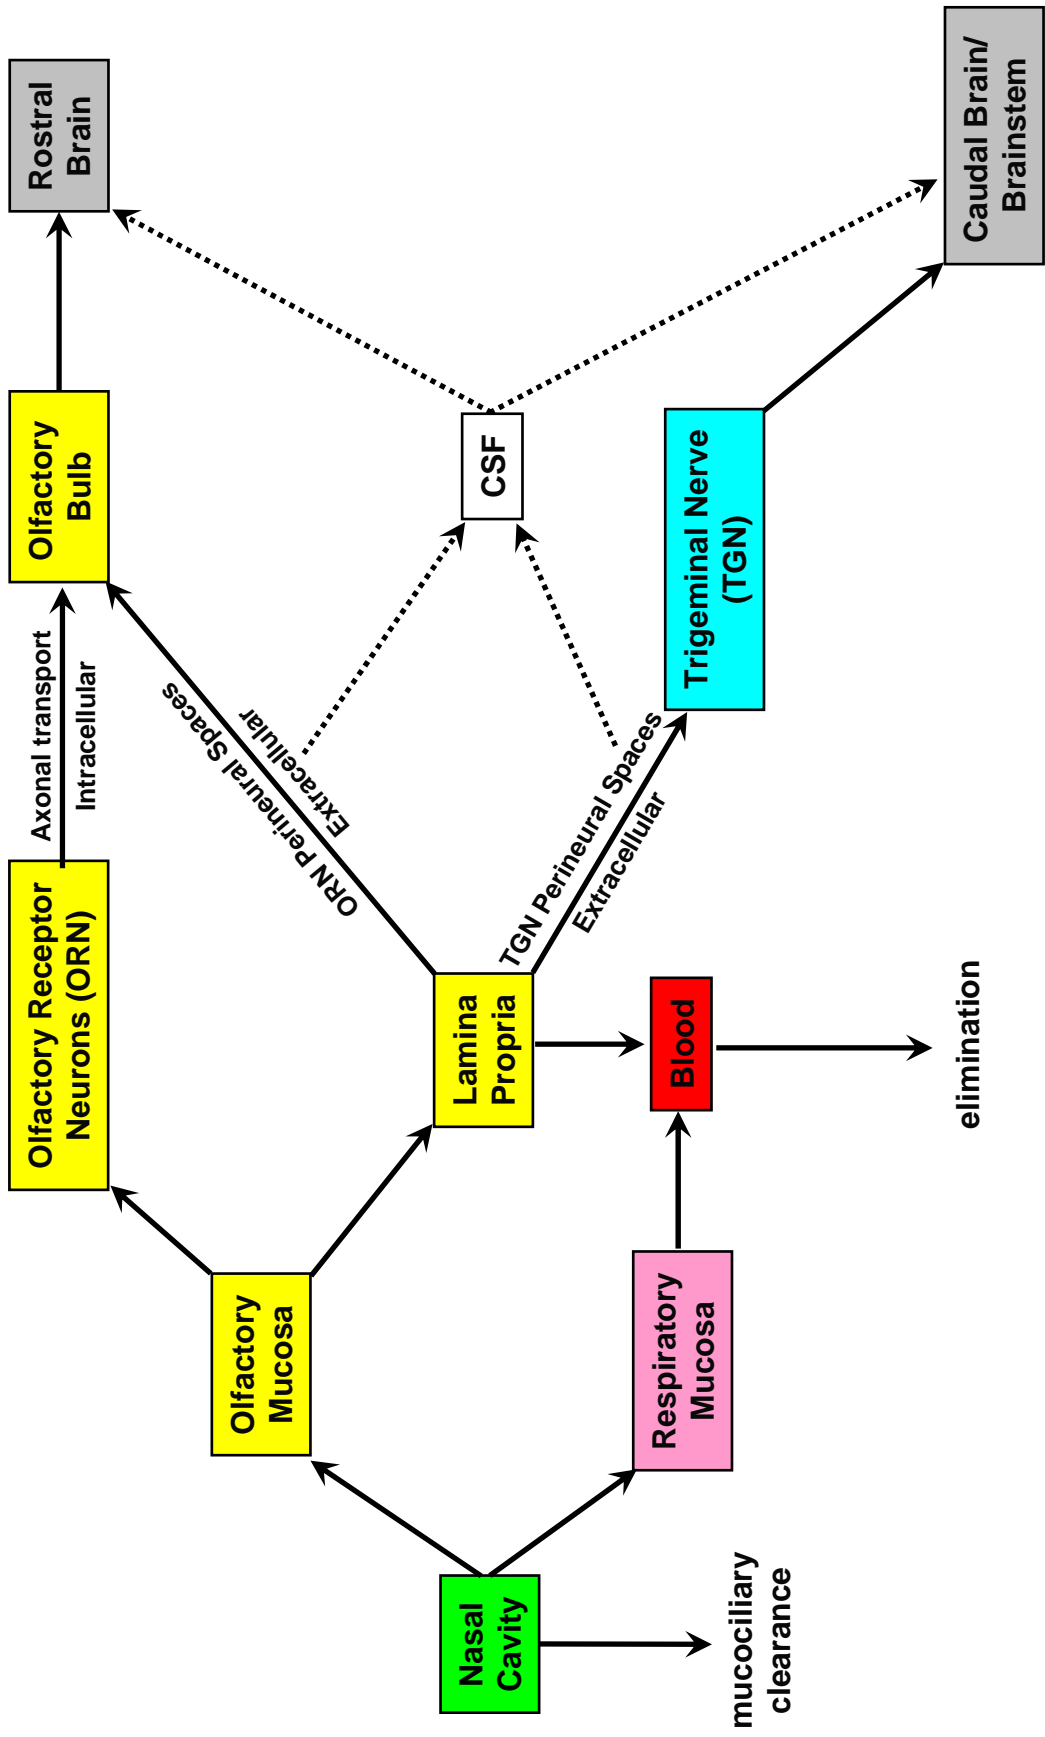 Nasal
Cavity
mucociliary
clearance
Olfactory
Mucosa
Respiratory
Mucosa
Olfactory Receptor
Neurons (ORN)
Lamina
Propria
Blood
elimination
Axonal transport
Intracellular
ORN Perineural Spaces
Extracellular
TGN Perineural Spaces
Extracellular
Olfactory
Bulb
CSF
Trigeminal Nerve
(TGN)
Rostral
Brain
Caudal Brain/
Brainstem